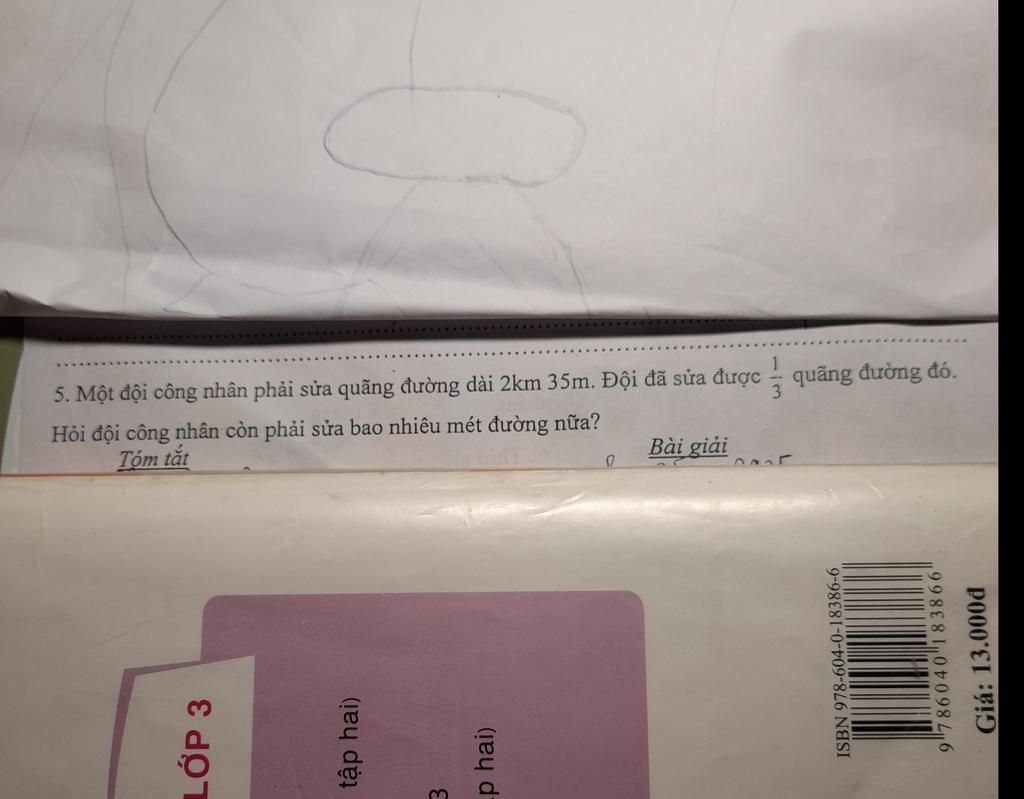 5. Một đội công nhân phải sửa quãng đường dài 2km 35m. Đội đã sửa được 1/3 quãng đường đó.
Hỏi đội công nhân còn phải sửa bao nhiêu mét đường nữa?
Tóm tắt
Bài giải
LỚP 3
tập hai)
3
p hai)
ISBN 978-604-0-18386-6
9 786040 183866
Giá: 13.000đ